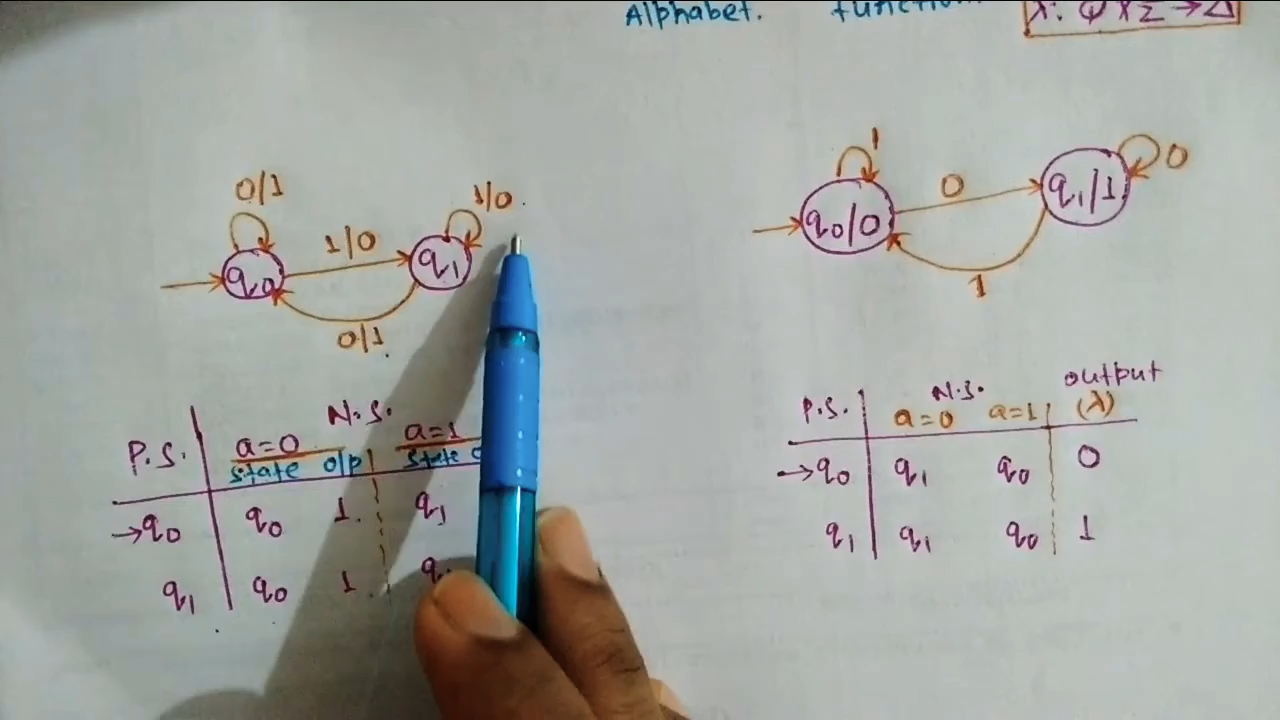 Alphabet.
λ: Q X Σ → Δ
0/1
1/0
1/0
q0
q1
0/1
1
0
0
q0/0
q1/1
1
N.S.
P.S. a=0 a=1
state o/p state
→q0 q0 1 q1
q1 q0 1
output
N.S.
P.S. a=0 a=1 (λ)
→q0 q1 q0 0
q1 q1 q0 1